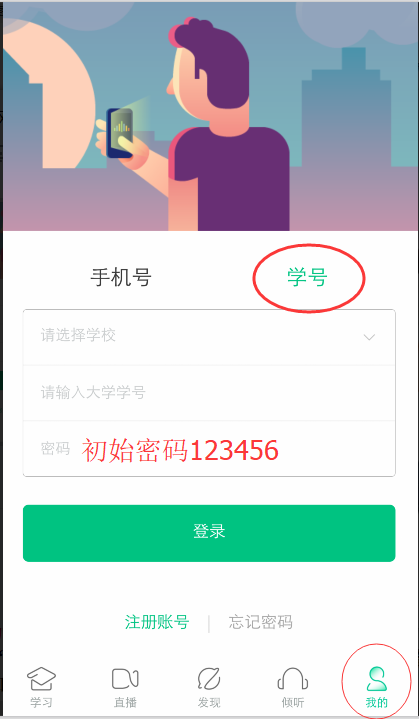 手机号 学号
请选择学校
请输入大学学号
密码 初始密码123456
登录
注册账号 | 忘记密码
学习 直播 发现 倾听 我的